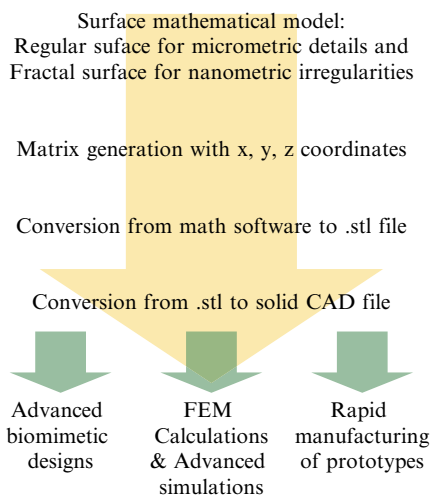 Surface mathematical model:
Regular suface for micrometric details and
Fractal surface for nanometric irregularities
Matrix generation with x, y, z coordinates
Conversion from math software to .stl file
Conversion from .stl to solid CAD file
Advanced
biomimetic
designs
FEM
Calculations
& Advanced
simulations
Rapid
manufacturing
of prototypes